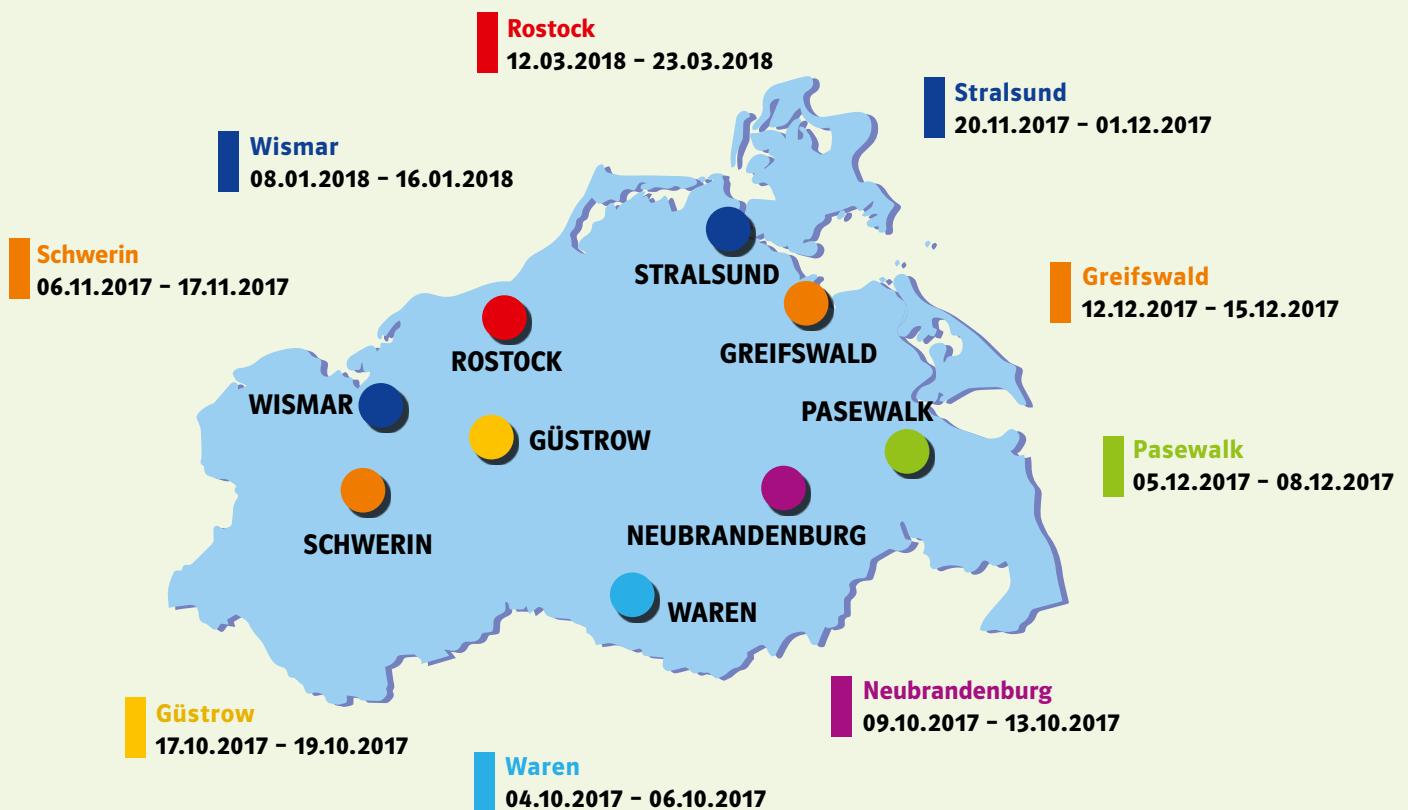 Rostock
12.03.2018 – 23.03.2018
Stralsund
20.11.2017 – 01.12.2017
Wismar
08.01.2018 – 16.01.2018
Schwerin
06.11.2017 – 17.11.2017
Greifswald
12.12.2017 – 15.12.2017
STRALSUND
GREIFSWALD
ROSTOCK
WISMAR
PASEWALK
GÜSTROW
Pasewalk
05.12.2017 – 08.12.2017
NEUBRANDENBURG
SCHWERIN
WAREN
Neubrandenburg
09.10.2017 – 13.10.2017
Güstrow
17.10.2017 – 19.10.2017
Waren
04.10.2017 – 06.10.2017